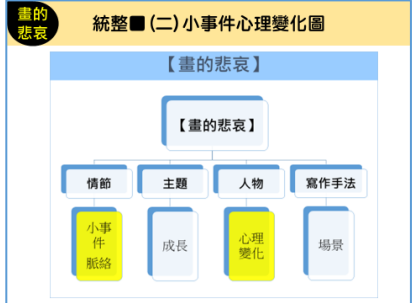 畫的
悲哀
統整■(二)小事件心理變化圖
【畫的悲哀】
【畫的悲哀】
情節
主題
人物
寫作手法
小事
件
脈絡
成長
心理
變化
場景